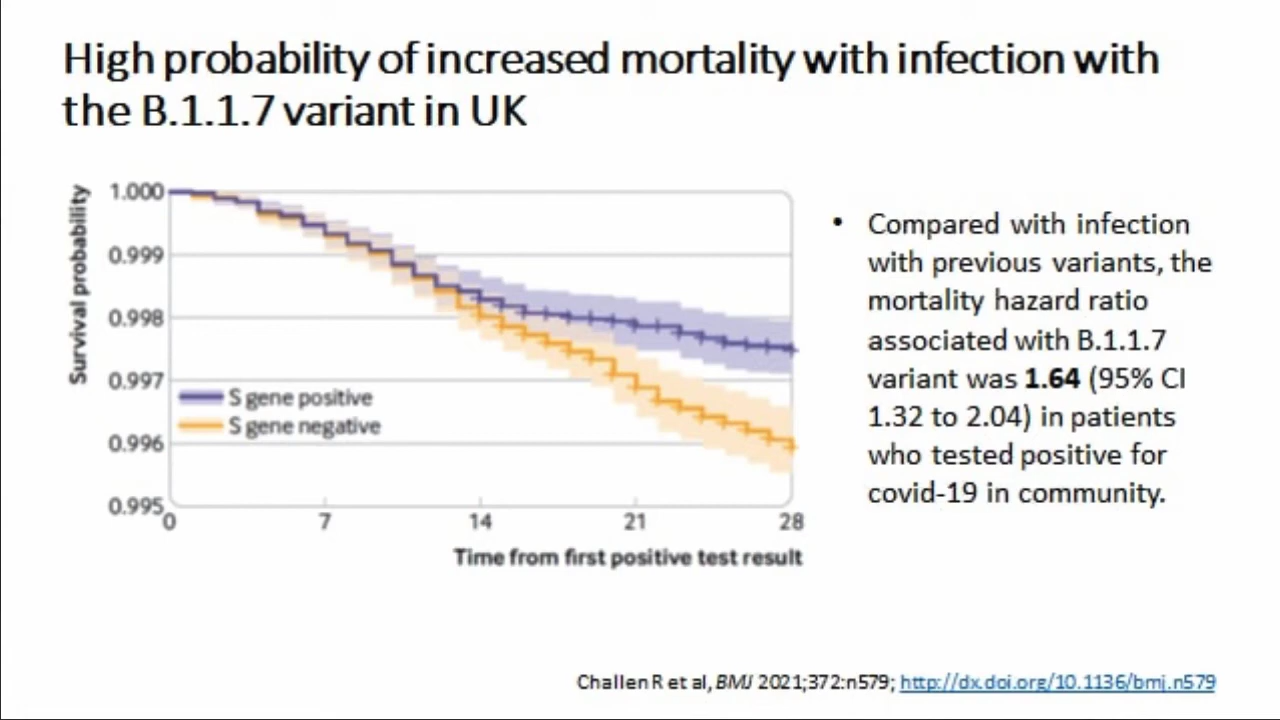 High probability of increased mortality with infection with
the B.1.1.7 variant in UK
Survival probability
1.000
0.999
0.998
0.997
0.996
0.995
S gene positive
S gene negative
0 7 14 21 28
Time from first positive test result
• Compared with infection
with previous variants, the
mortality hazard ratio
associated with B.1.1.7
variant was 1.64 (95% CI
1.32 to 2.04) in patients
who tested positive for
covid-19 in community.
Challen R et al, BMJ 2021;372:n579; http://dx.doi.org/10.1136/bmj.n579